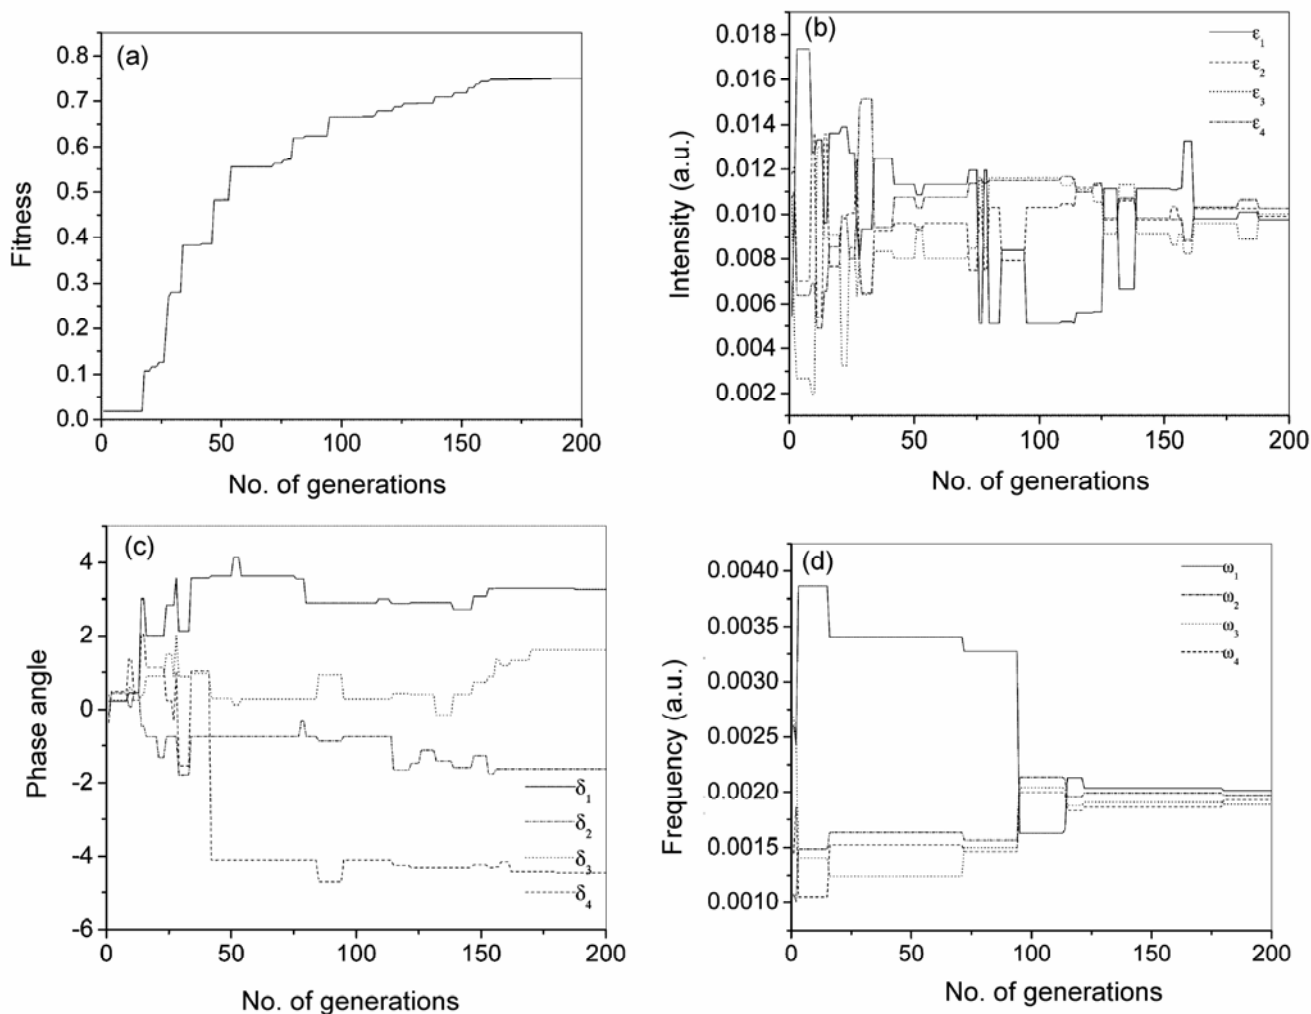 (a)
0.8
0.7
0.6
0.5
0.4
0.3
0.2
0.1
0.0
Fitness
0 50 100 150 200
No. of generations
(b)
0.018
0.016
0.014
0.012
0.010
0.008
0.006
0.004
0.002
Intensity (a.u.)
ε1
ε2
ε3
ε4
0 50 100 150 200
No. of generations
(c)
4
2
0
-2
-4
-6
Phase angle
δ1
δ2
δ3
δ4
0 50 100 150 200
No. of generations
(d)
0.0040
0.0035
0.0030
0.0025
0.0020
0.0015
0.0010
Frequency (a.u.)
ω1
ω2
ω3
ω4
0 50 100 150 200
No. of generations